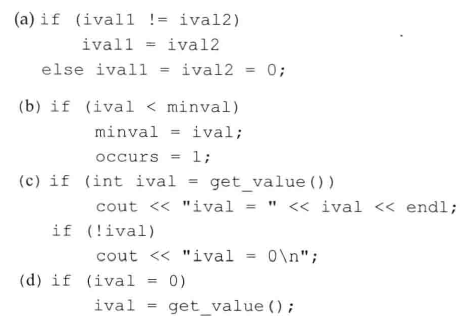 (a) if (ival1 != ival2)
ival1 = ival2
else ival1 = ival2 = 0;
(b) if (ival < minval)
minval = ival;
occurs = 1;
(c) if (int ival = get_value())
cout << "ival = " << ival << endl;
if (!ival)
cout << "ival = 0\n";
(d) if (ival = 0)
ival = get_value();